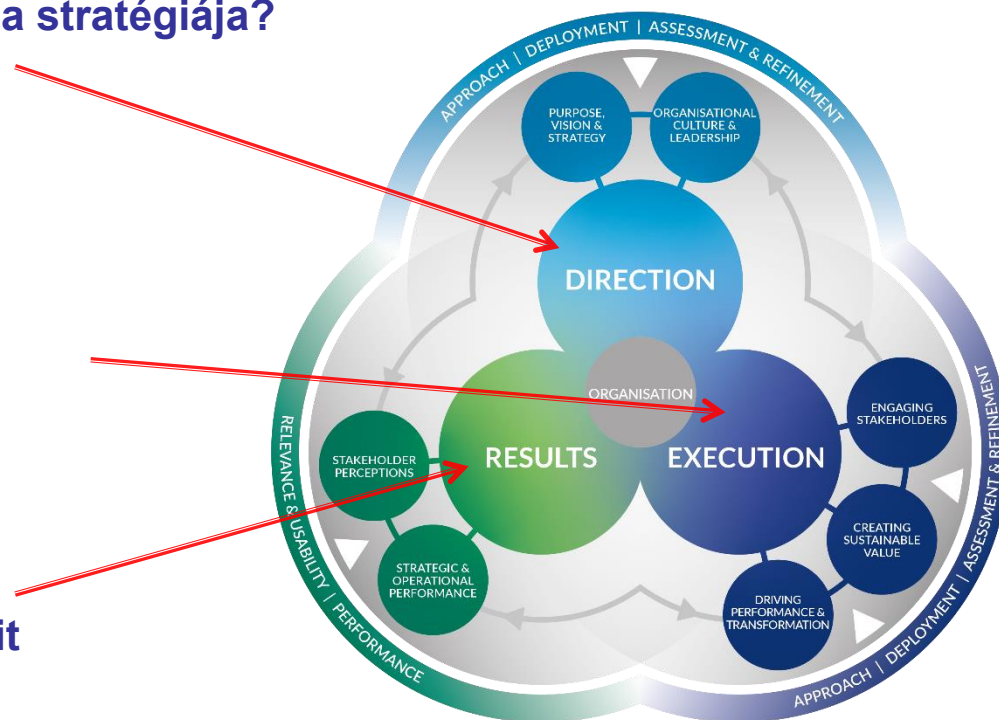 a stratégiája?
APPROACH | DEPLOYMENT | ASSESSMENT & REFINEMENT
PURPOSE,
VISION &
STRATEGY
ORGANISATIONAL
CULTURE &
LEADERSHIP
DIRECTION
ORGANISATION
RESULTS
EXECUTION
ENGAGING
STAKEHOLDERS
CREATING
SUSTAINABLE
VALUE
DRIVING
PERFORMANCE &
TRANSFORMATION
STAKEHOLDER
PERCEPTIONS
STRATEGIC &
OPERATIONAL
PERFORMANCE
RELEVANCE & USABILITY | PERFORMANCE
APPROACH | DEPLOYMENT | ASSESSMENT & REFINEMENT
it